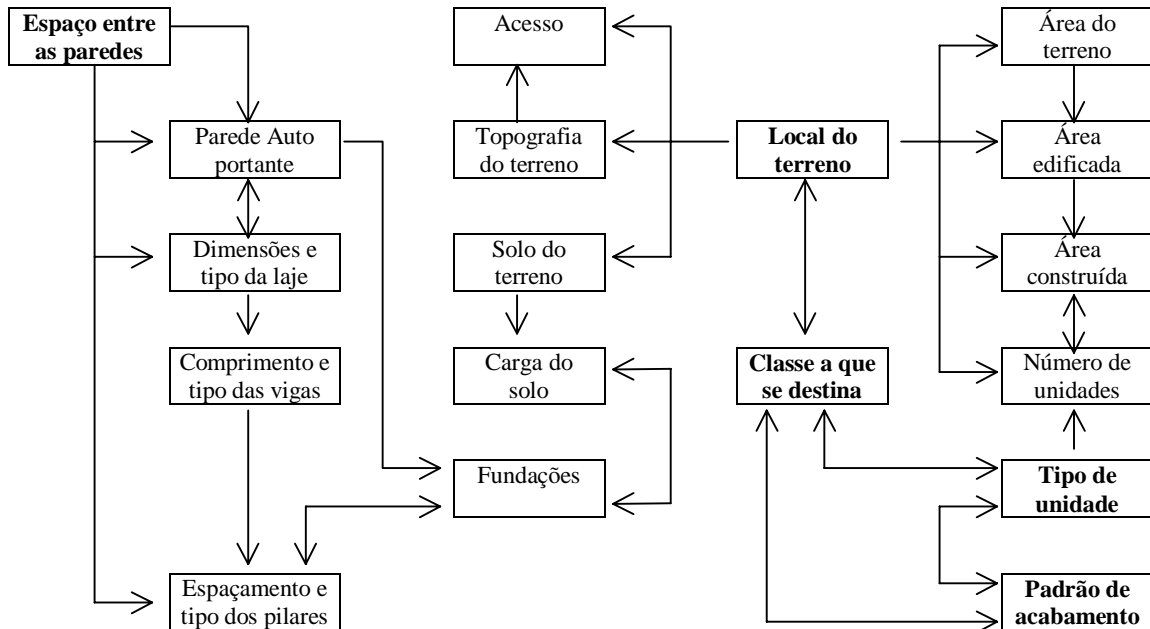 Espaço entre
as paredes
Acesso
Área do
terreno
Parede Auto
portante
Topografia
do terreno
Local do
terreno
Área
edificada
Dimensões e
tipo da laje
Solo do
terreno
Área
construída
Comprimento e
tipo das vigas
Carga do
solo
Classe a que
se destina
Número de
unidades
Fundações
Tipo de
unidade
Espaçamento e
tipo dos pilares
Padrão de
acabamento